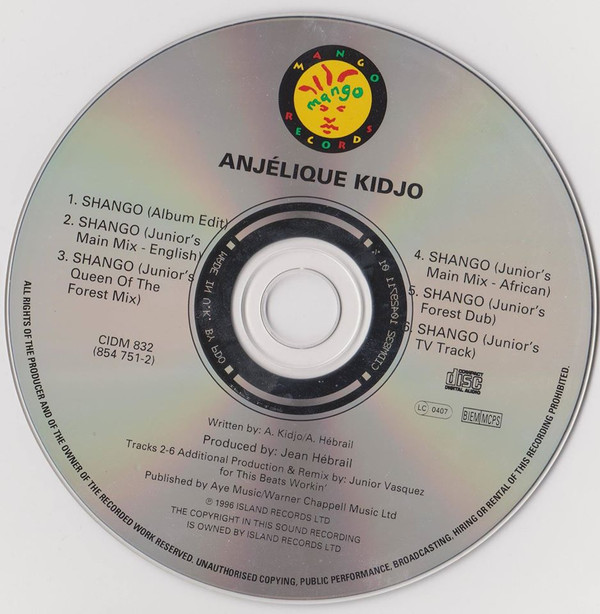 MANGO
mango
RECORDS
ANJÉLIQUE KIDJO
1. SHANGO (Album Edit)
2. SHANGO (Junior's
Main Mix - English)
3. SHANGO (Junior's
Queen Of The
Forest Mix)
4. SHANGO (Junior's
Main Mix - African)
5. SHANGO (Junior's
Forest Dub)
6. SHANGO (Junior's
TV Track)
CIDM 832
(854 751-2)
MADE IN U.K. BY PDO
COMPACT
disc
DIGITAL AUDIO
LC 0407
BIEM/MCPS
Written by: A. Kidjo/A. Hébrail
Produced by: Jean Hébrail
Tracks 2-6 Additional Production & Remix by: Junior Vasquez
for This Beats Workin'
Published by Aye Music/Warner Chappell Music Ltd
℗ 1996 ISLAND RECORDS LTD
THE COPYRIGHT IN THIS SOUND RECORDING
IS OWNED BY ISLAND RECORDS LTD
ALL RIGHTS OF THE PRODUCER AND OF THE OWNER OF THE RECORDED WORK RESERVED. UNAUTHORISED COPYING, PUBLIC PERFORMANCE, BROADCASTING, HIRING OR RENTAL OF THIS RECORDING PROHIBITED.